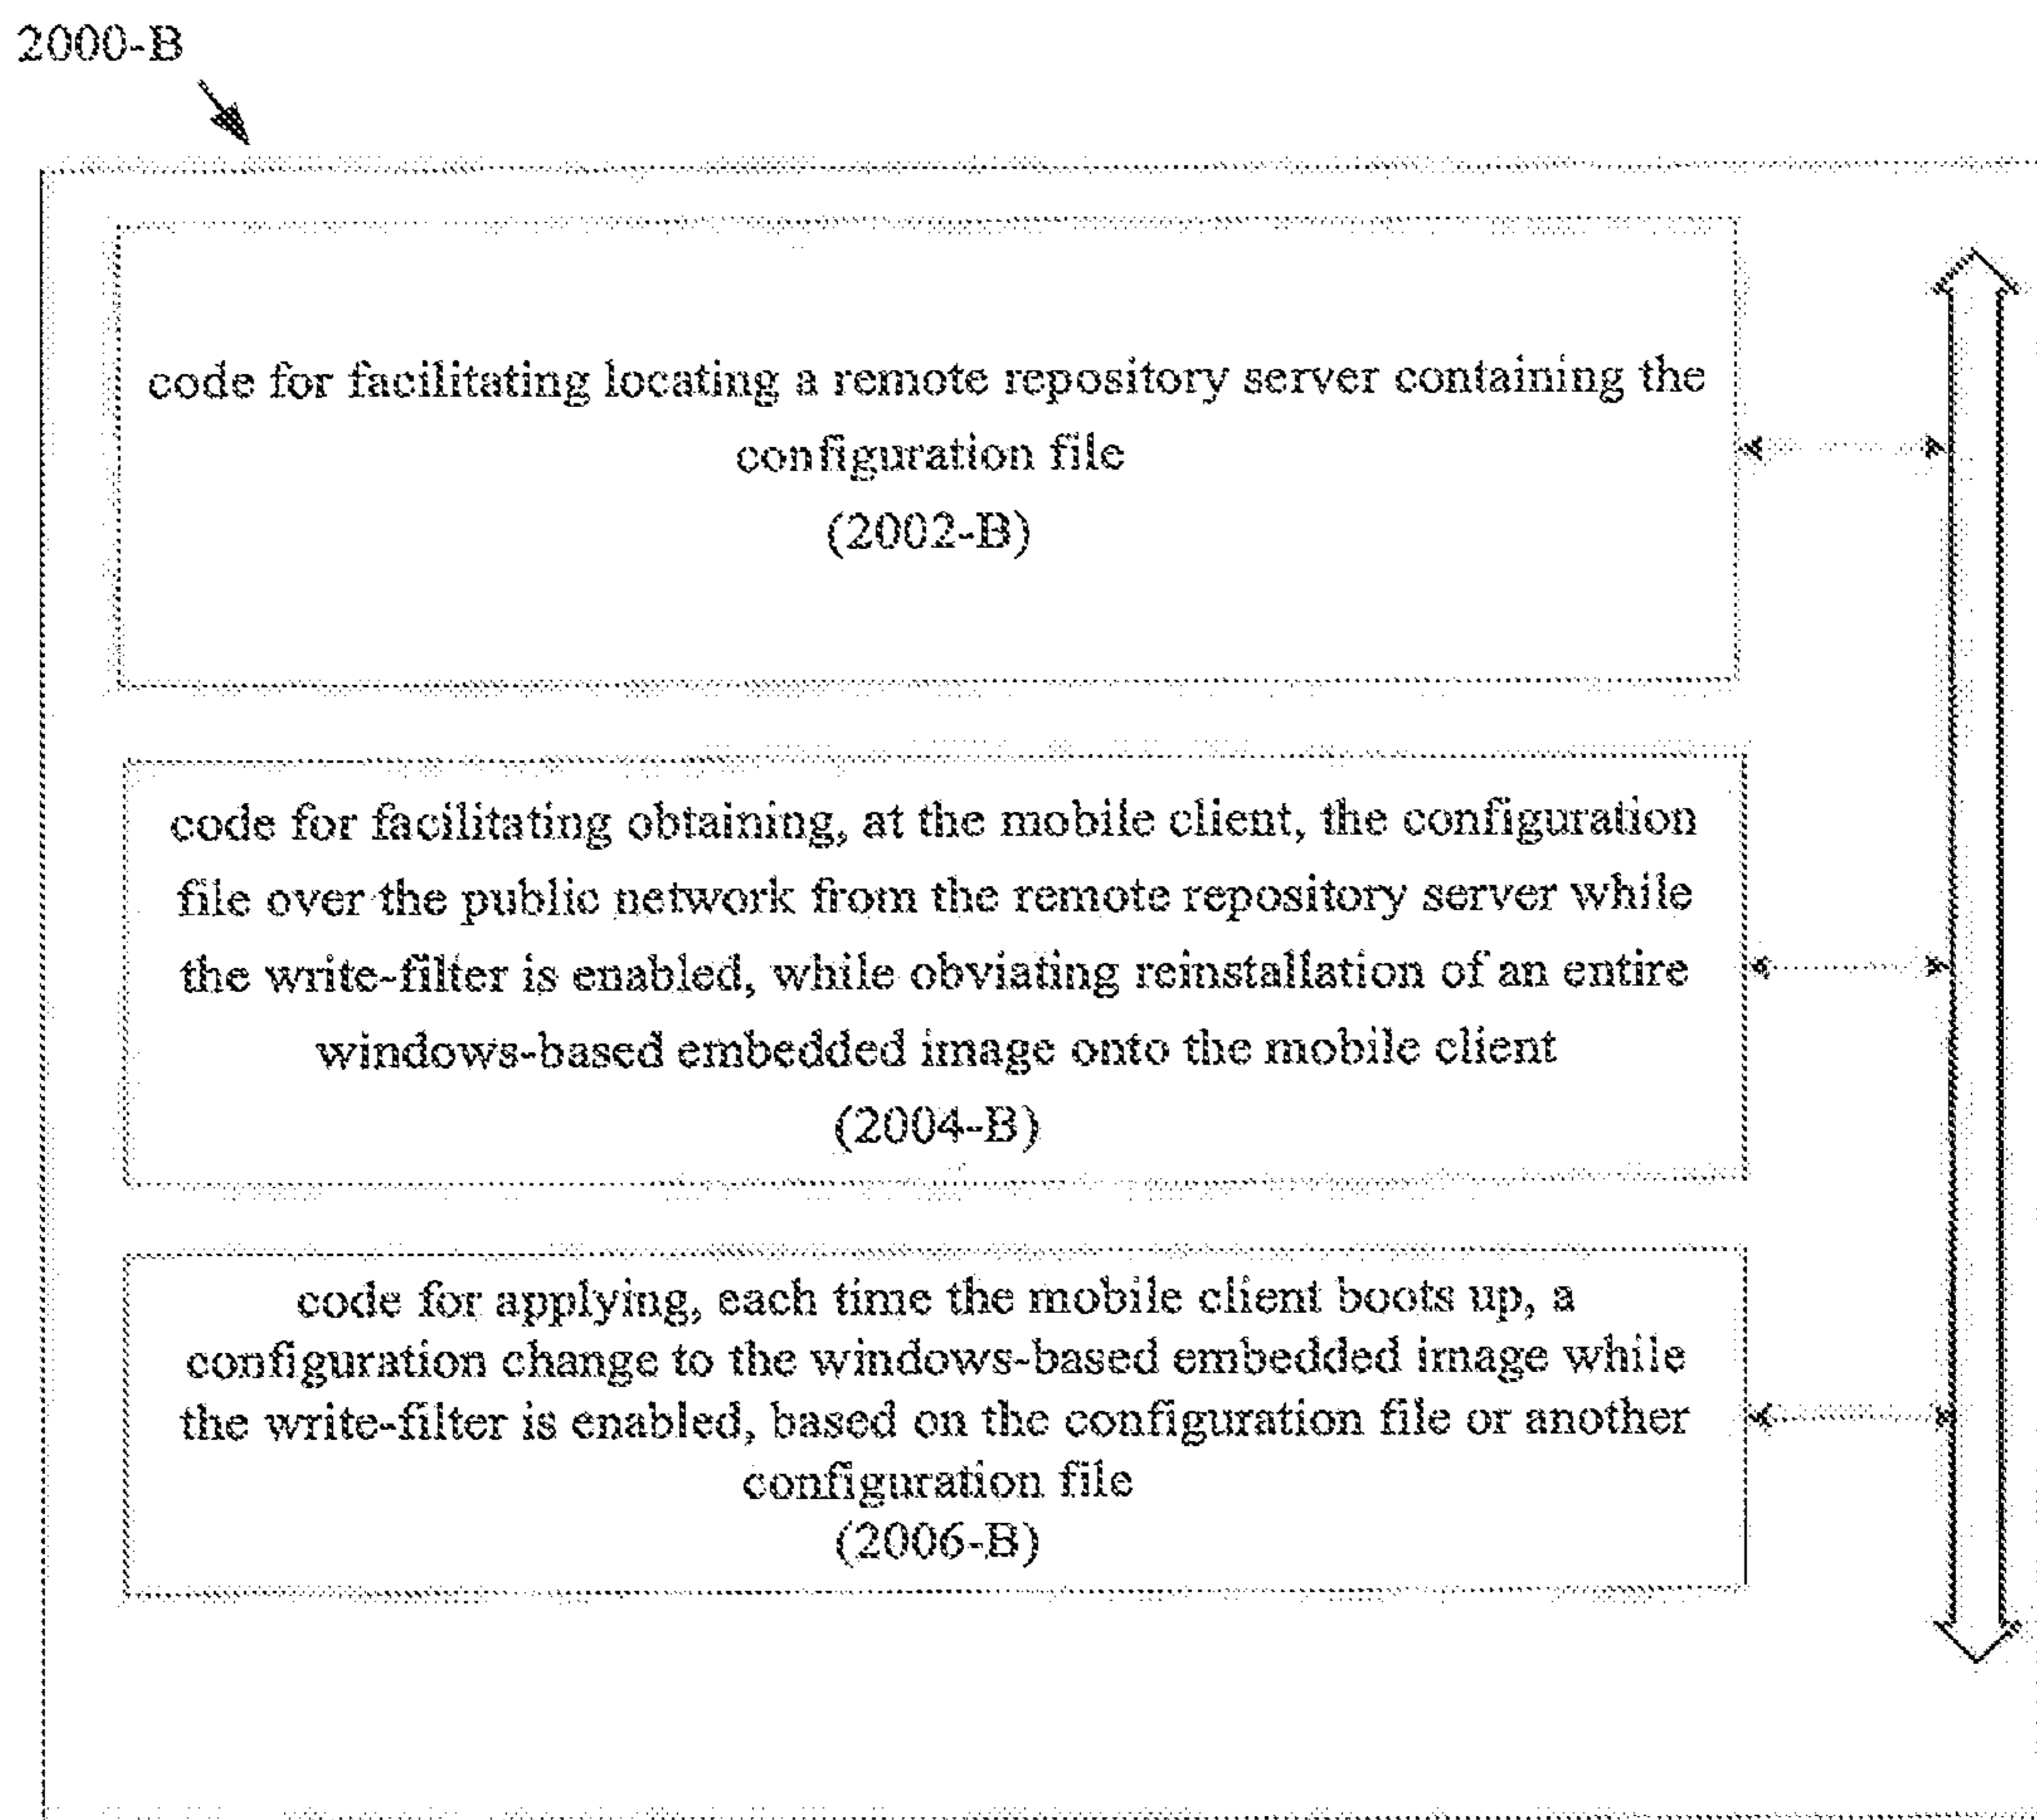 2000-B
code for facilitating locating a remote repository server containing the
configuration file
(2002-B)
code for facilitating obtaining, at the mobile client, the configuration
file over the public network from the remote repository server while
the write-filter is enabled, while obviating reinstallation of an entire
windows-based embedded image onto the mobile client
(2004-B)
code for applying, each time the mobile client boots up, a
configuration change to the windows-based embedded image while
the write-filter is enabled, based on the configuration file or another
configuration file
(2006-B)